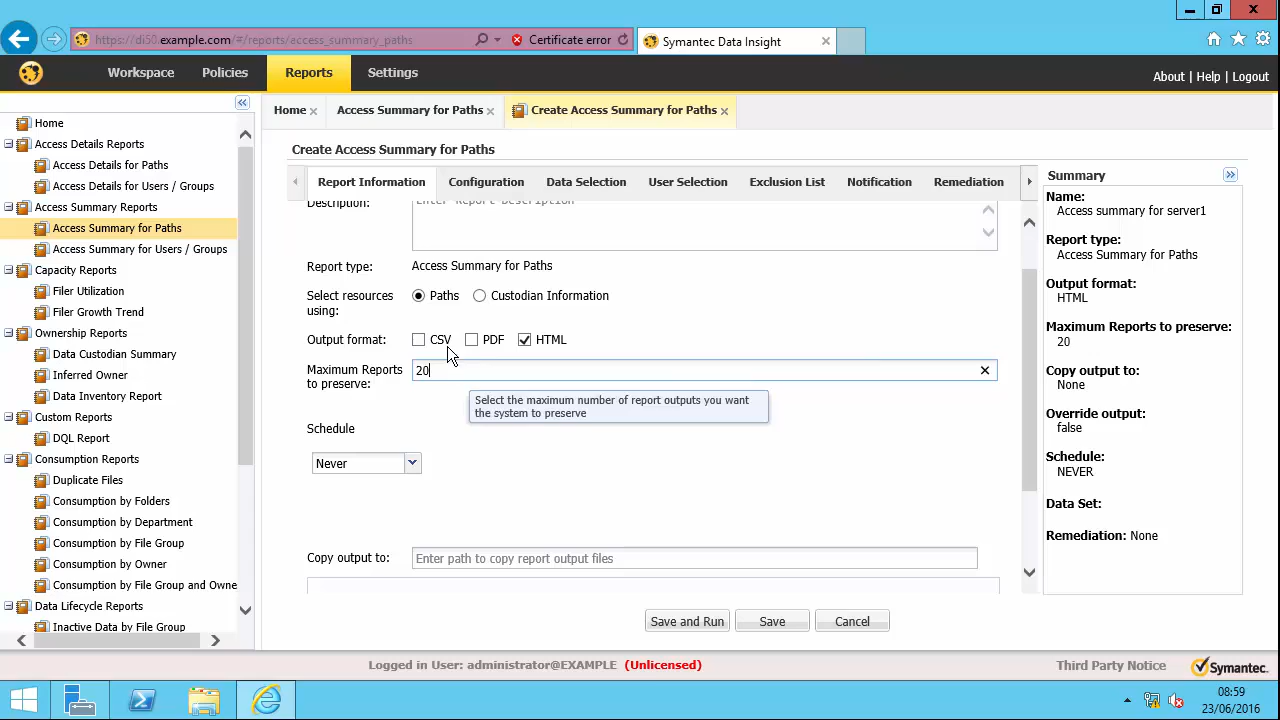 https://di50.example.com/#/reports/access_summary_paths
Certificate error
Symantec Data Insight
Workspace
Policies
Reports
Settings
About | Help | Logout
Home
Access Details Reports
Access Details for Paths
Access Details for Users / Groups
Access Summary Reports
Access Summary for Paths
Access Summary for Users / Groups
Capacity Reports
Filer Utilization
Filer Growth Trend
Ownership Reports
Data Custodian Summary
Inferred Owner
Data Inventory Report
Custom Reports
DQL Report
Consumption Reports
Duplicate Files
Consumption by Folders
Consumption by Department
Consumption by File Group
Consumption by Owner
Consumption by File Group and Owne
Data Lifecycle Reports
Inactive Data by File Group
Home
Access Summary for Paths
Create Access Summary for Paths
Create Access Summary for Paths
Report Information
Configuration
Data Selection
User Selection
Exclusion List
Notification
Remediation
Description:
Enter Report Description
Report type:
Access Summary for Paths
Select resources
using:
Paths
Custodian Information
Output format:
CSV
PDF
HTML
Maximum Reports
to preserve:
20
Select the maximum number of report outputs you want
the system to preserve
Schedule
Never
Copy output to:
Enter path to copy report output files
Save and Run
Save
Cancel
Summary
Name:
Access summary for server1
Report type:
Access Summary for Paths
Output format:
HTML
Maximum Reports to preserve:
20
Copy output to:
None
Override output:
false
Schedule:
NEVER
Data Set:
Remediation: None
Logged in User: administrator@EXAMPLE (Unlicensed)
Third Party Notice
Symantec.
08:59
23/06/2016